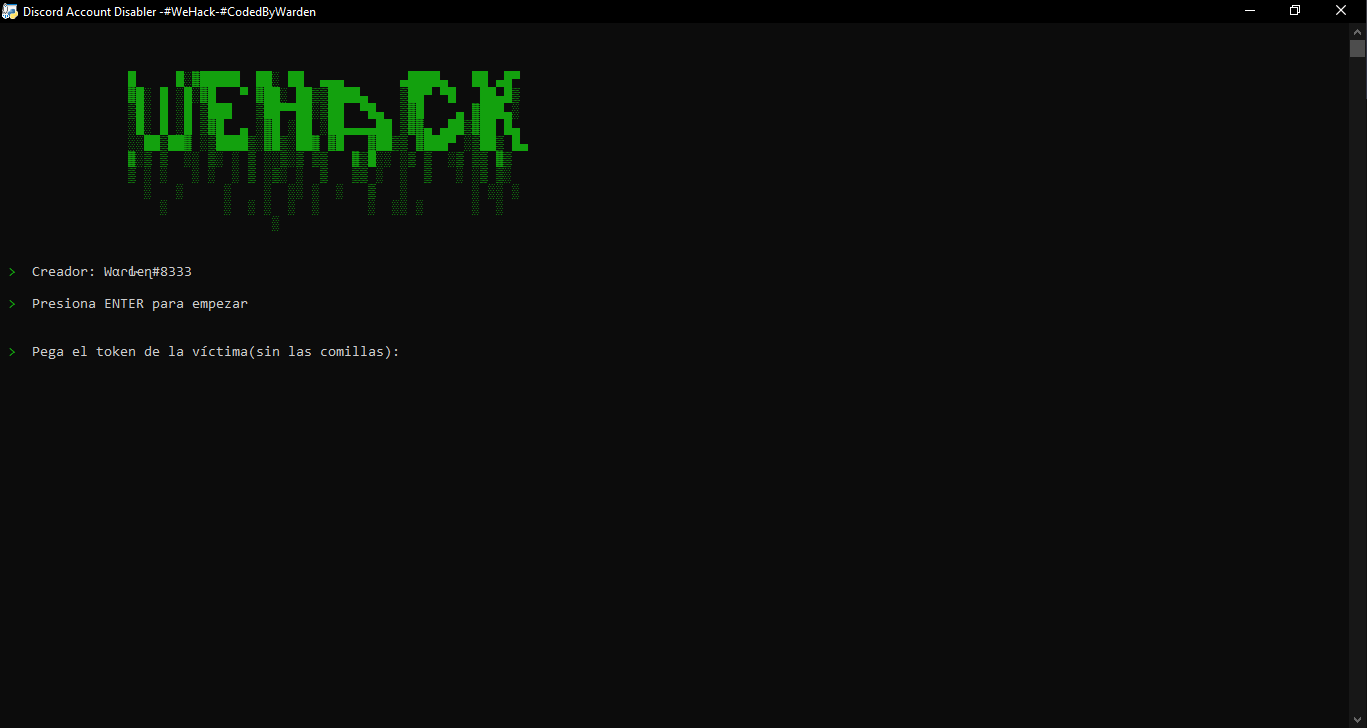 Discord Account Disabler -#WeHack-#CodedByWarden
WEHACK
> Creador: Wαɾԃҽɳ#8333
> Presiona ENTER para empezar
> Pega el token de la víctima(sin las comillas):